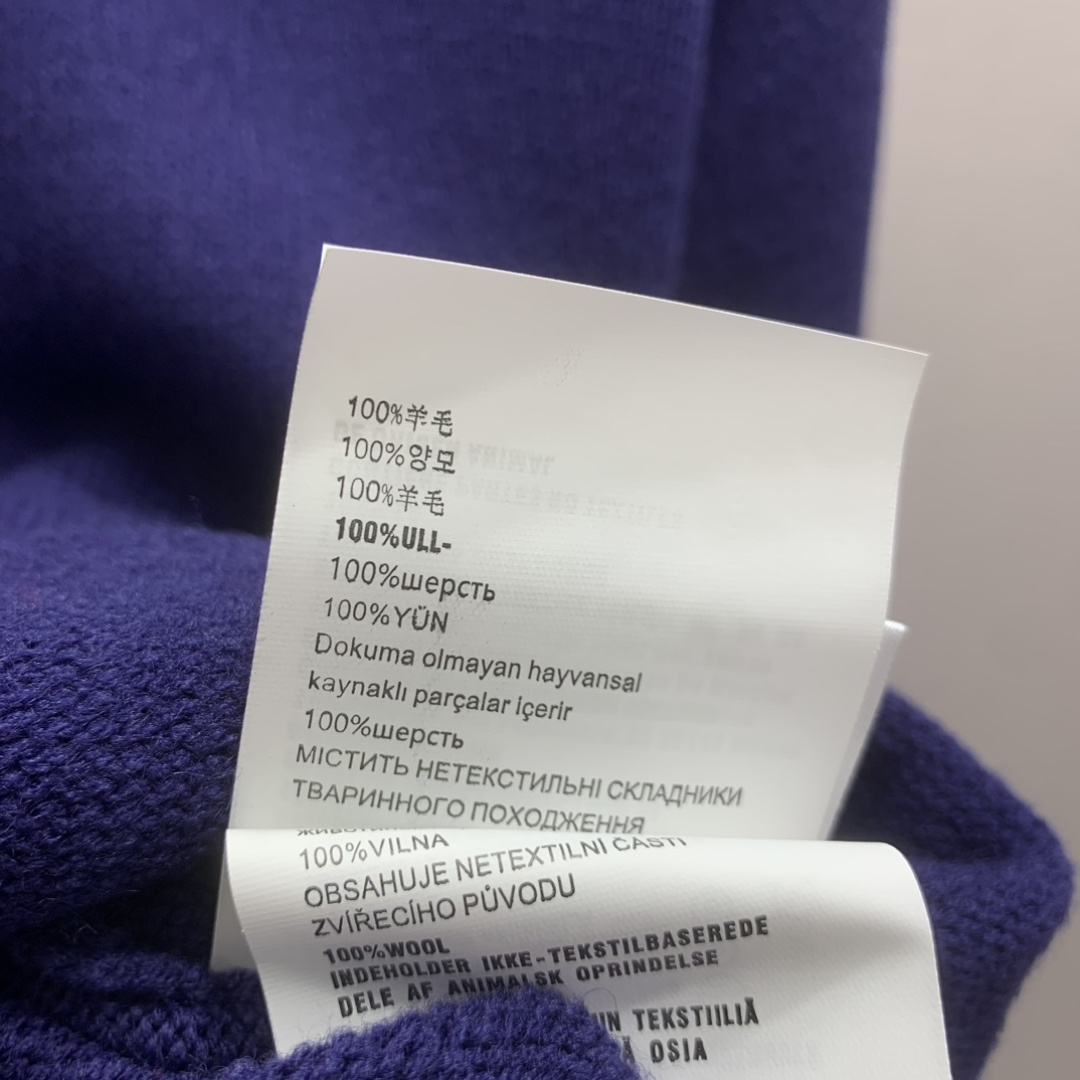 100%羊毛
100%양모
100%羊毛
100%ULL-
100%шерсть
100%YÜN
Dokuma olmayan hayvansal
kaynaklı parçalar içerir
100%шерсть
МІСТИТЬ НЕТЕКСТИЛЬНІ СКЛАДНИКИ
ТВАРИННОГО ПОХОДЖЕННЯ
100%VILNA
OBSAHUJE NETEXTILNÍ ČÁSTI
ZVÍŘECÍHO PŮVODU
100%WOOL
INDEHOLDER IKKE-TEKSTILBASEREDE
DELE AF ANIMALSK OPRINDELSE
TEKSTIILIÄ
OSIA